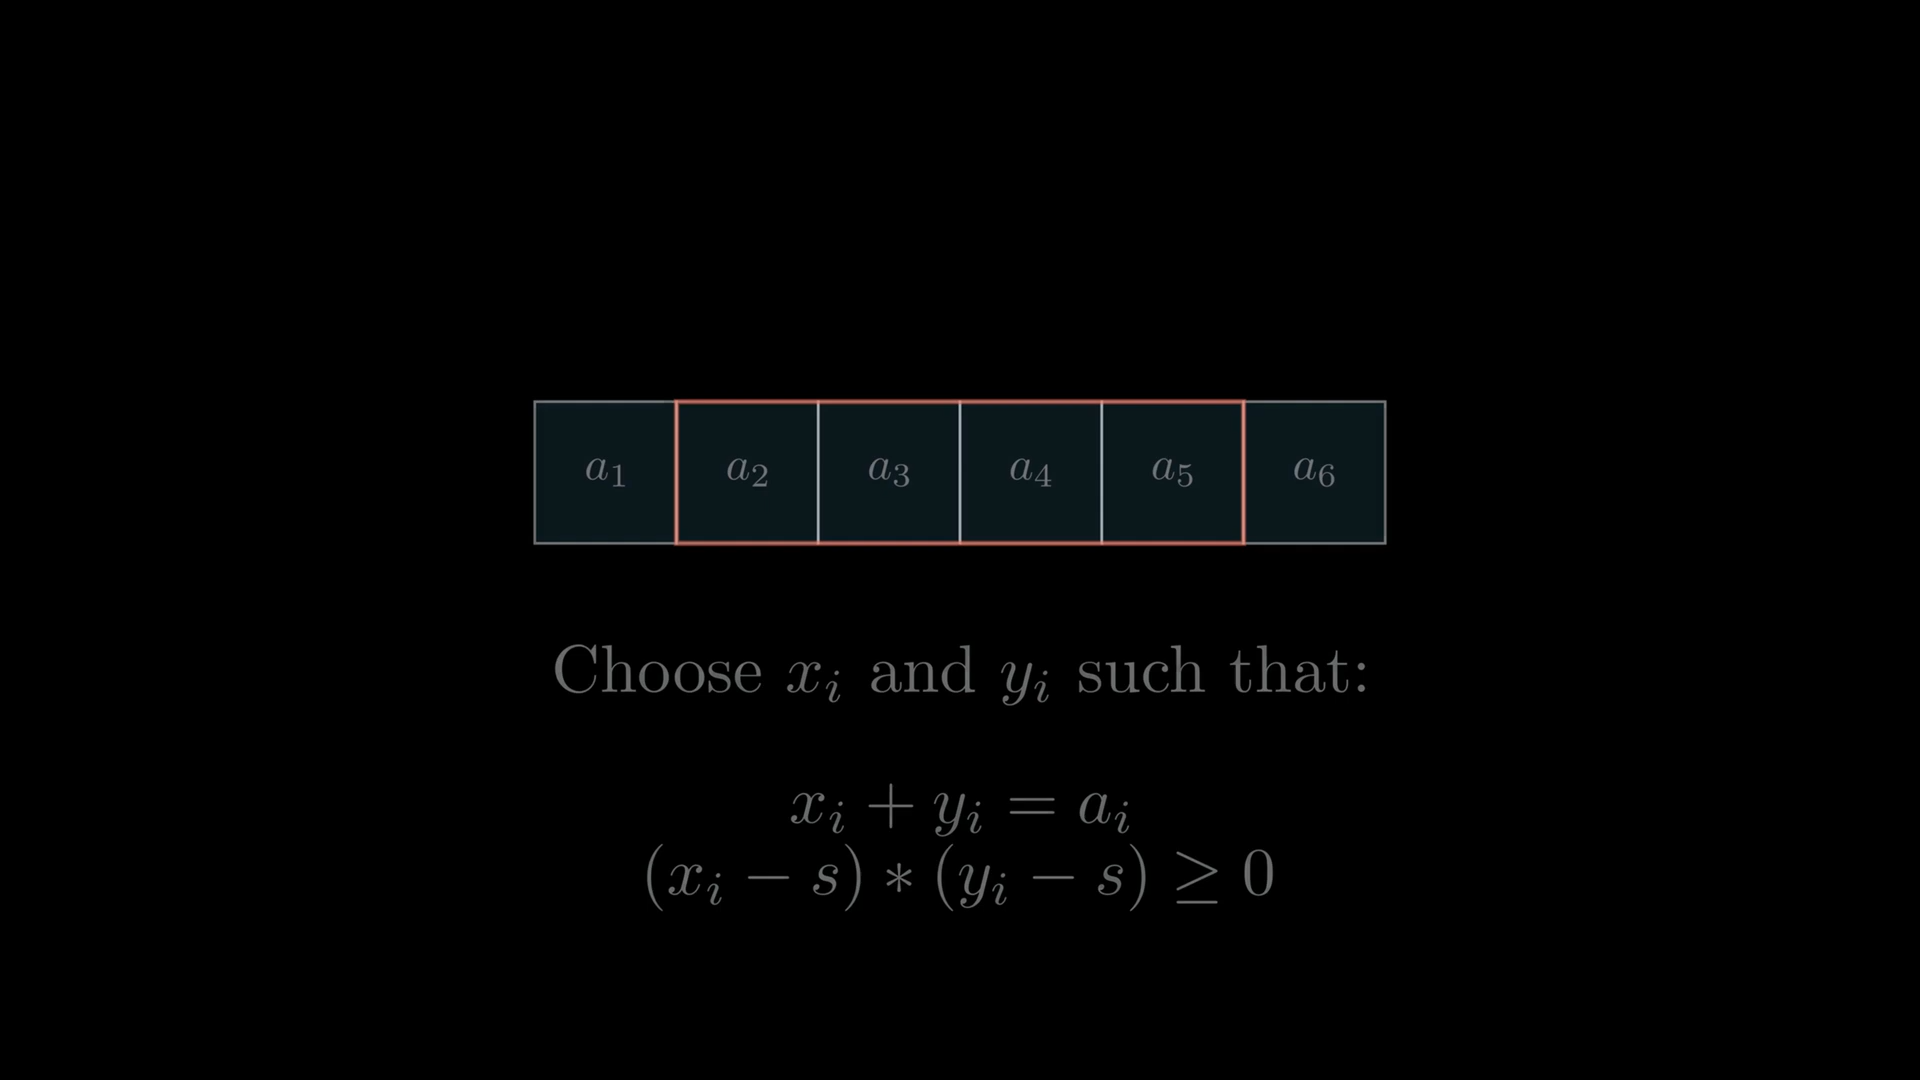 a₁ a₂ a₃ a₄ a₅ a₆
Choose xᵢ and yᵢ such that:
xᵢ + yᵢ = aᵢ
(xᵢ − s) ∗ (yᵢ − s) ≥ 0